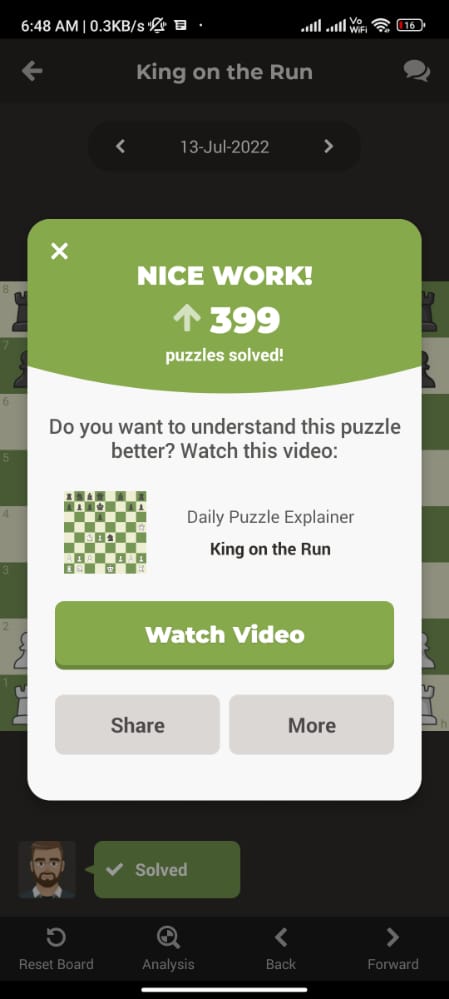 6:48 AM | 0.3KB/s
Vo
WiFi
16
King on the Run
13-Jul-2022
NICE WORK!
399
puzzles solved!
8
7
6
5
4
3
2
1
h
Do you want to understand this puzzle
better? Watch this video:
Daily Puzzle Explainer
King on the Run
Watch Video
Share
More
Solved
Reset Board
Analysis
Back
Forward